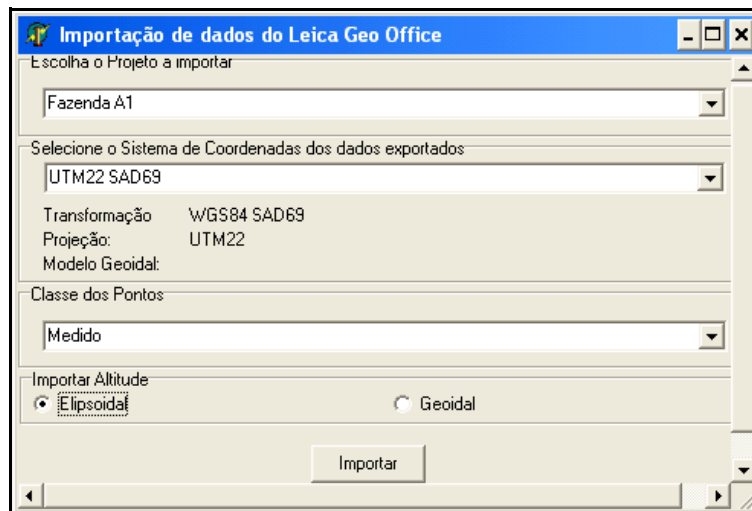 Importação de dados do Leica Geo Office
Escolha o Projeto a importar
Fazenda A1
Selecione o Sistema de Coordenadas dos dados exportados
UTM22 SAD69
Transformação WGS84 SAD69
Projeção: UTM22
Modelo Geoidal:
Classe dos Pontos
Medido
Importar Altitude
Elipsoidal Geoidal
Importar